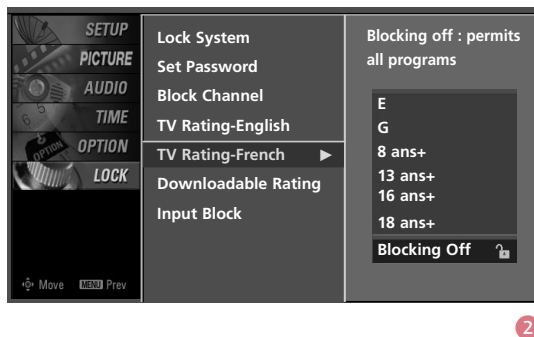 SETUP
PICTURE
AUDIO
TIME
OPTION
LOCK
Move MENU Prev
Lock System
Set Password
Block Channel
TV Rating-English
TV Rating-French
Downloadable Rating
Input Block
Blocking off : permits
all programs
E
G
8 ans+
13 ans+
16 ans+
18 ans+
Blocking Off
2